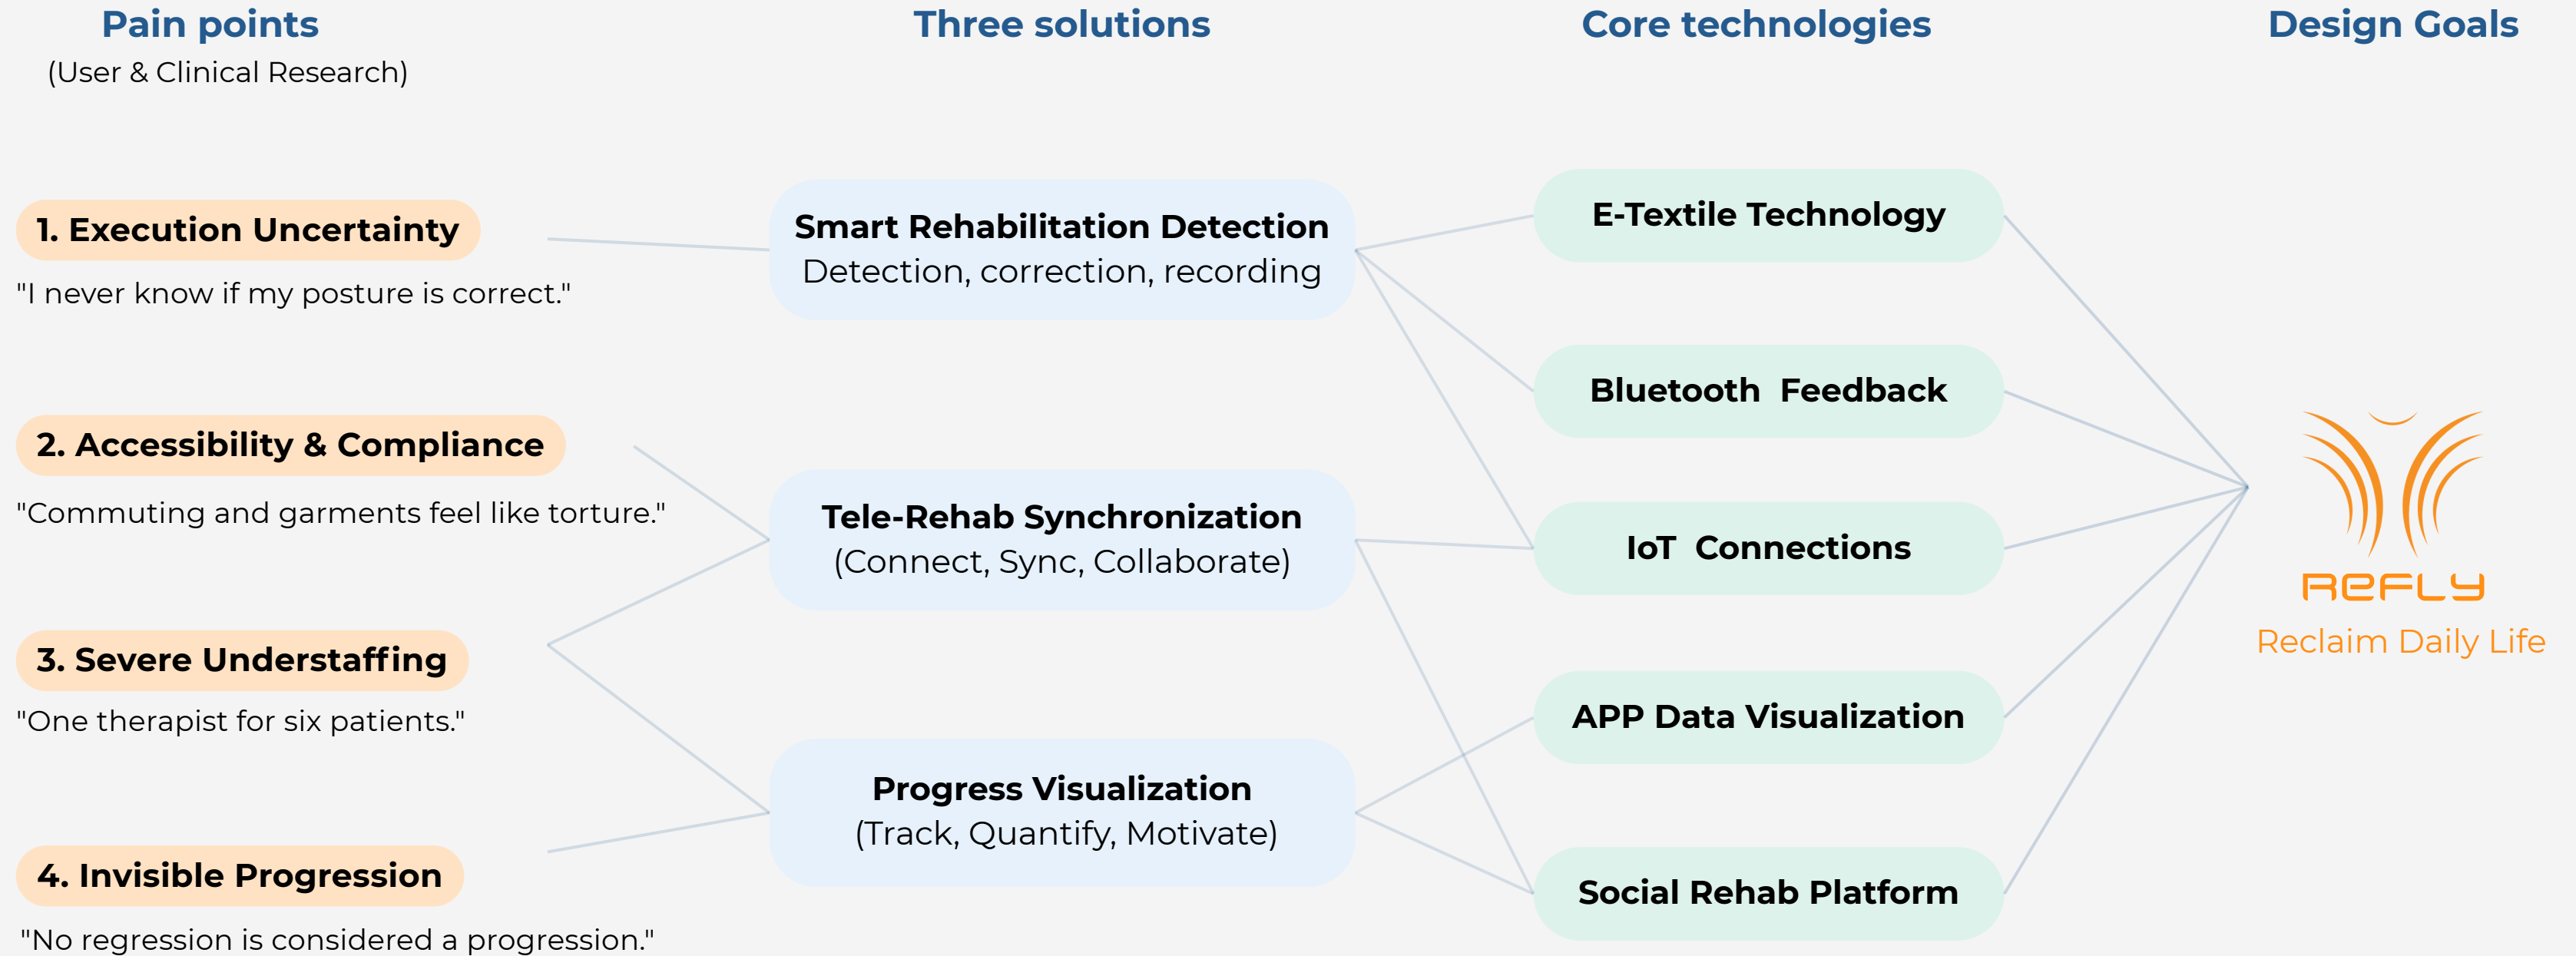 Pain points
(User & Clinical Research)
Three solutions
Core technologies
Design Goals
1. Execution Uncertainty
"I never know if my posture is correct."
2. Accessibility & Compliance
"Commuting and garments feel like torture."
3. Severe Understaffing
"One therapist for six patients."
4. Invisible Progression
"No regression is considered a progression."
Smart Rehabilitation Detection
Detection, correction, recording
Tele-Rehab Synchronization
(Connect, Sync, Collaborate)
Progress Visualization
(Track, Quantify, Motivate)
E-Textile Technology
Bluetooth  Feedback
IoT  Connections
APP Data Visualization
Social Rehab Platform
REFLY
Reclaim Daily Life